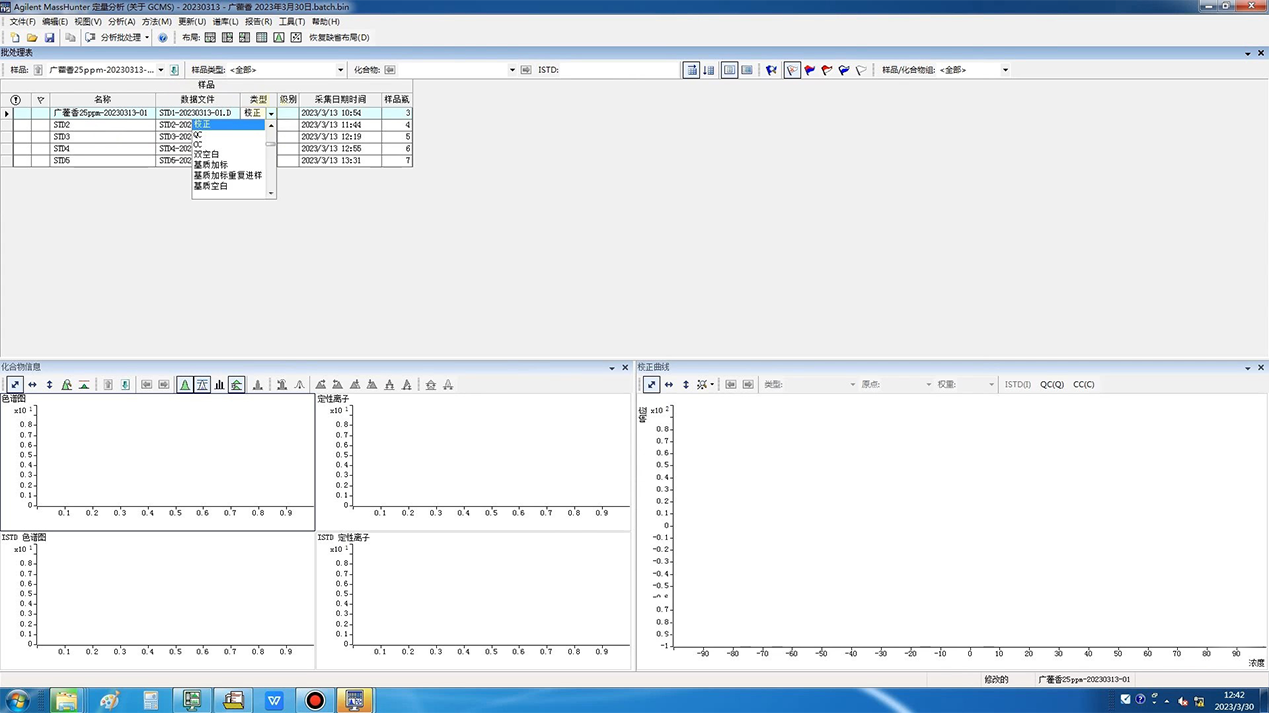 Agilent MassHunter 定量分析 (关于 GCMS) - 20230313 - 广藿香 2023年3月30日.batch.bin
文件(F) 编辑(E) 视图(V) 分析(A) 方法(M) 更新(U) 谱库(L) 报告(R) 工具(T) 帮助(H)
分析批处理 布局: 恢复缺省布局(D)
批处理表
样品: 广藿香25ppm-20230313-... 样品类型: <全部> 化合物: ISTD: 样品/化合物组: <全部>
样品
名称 数据文件 类型 级别 采集日期时间 样品瓶
广藿香25ppm-20230313-01 STD1-20230313-01.D 校正 2023/3/13 10:54 3
STD2 STD2-202 2023/3/13 11:44 4
STD3 STD3-202 2023/3/13 12:19 5
STD4 STD4-202 2023/3/13 12:55 6
STD5 STD5-202 2023/3/13 13:31 7
校正
QC
CC
双空白
基质加标
基质加标重复进样
基质空白
化合物信息
色谱图
x10 1
0.8
0.7
0.6
0.5
0.4
0.3
0.2
0.1
0
0.1 0.2 0.3 0.4 0.5 0.6 0.7 0.8 0.9
定性离子
x10 1
0.8
0.7
0.6
0.5
0.4
0.3
0.2
0.1
0
0.1 0.2 0.3 0.4 0.5 0.6 0.7 0.8 0.9
ISTD 色谱图
x10 1
0.8
0.7
0.6
0.5
0.4
0.3
0.2
0.1
0
0.1 0.2 0.3 0.4 0.5 0.6 0.7 0.8 0.9
ISTD 定性离子
x10 1
0.8
0.7
0.6
0.5
0.4
0.3
0.2
0.1
0
0.1 0.2 0.3 0.4 0.5 0.6 0.7 0.8 0.9
校正曲线
类型: 原点: 权重: ISTD(I) QC(Q) CC(C)
响应
x10 2
0.8
0.7
0.6
0.5
0.4
0.3
0.2
0.1
0
-0.1
-0.2
-0.3
-0.4
-0.5
0.7
0.8
0.9
-1
-90 -80 -70 -60 -50 -40 -30 -20 -10 0 10 20 30 40 50 60 70 80 90
浓度
修改的 广藿香25ppm-20230313-01
12:42
2023/3/30